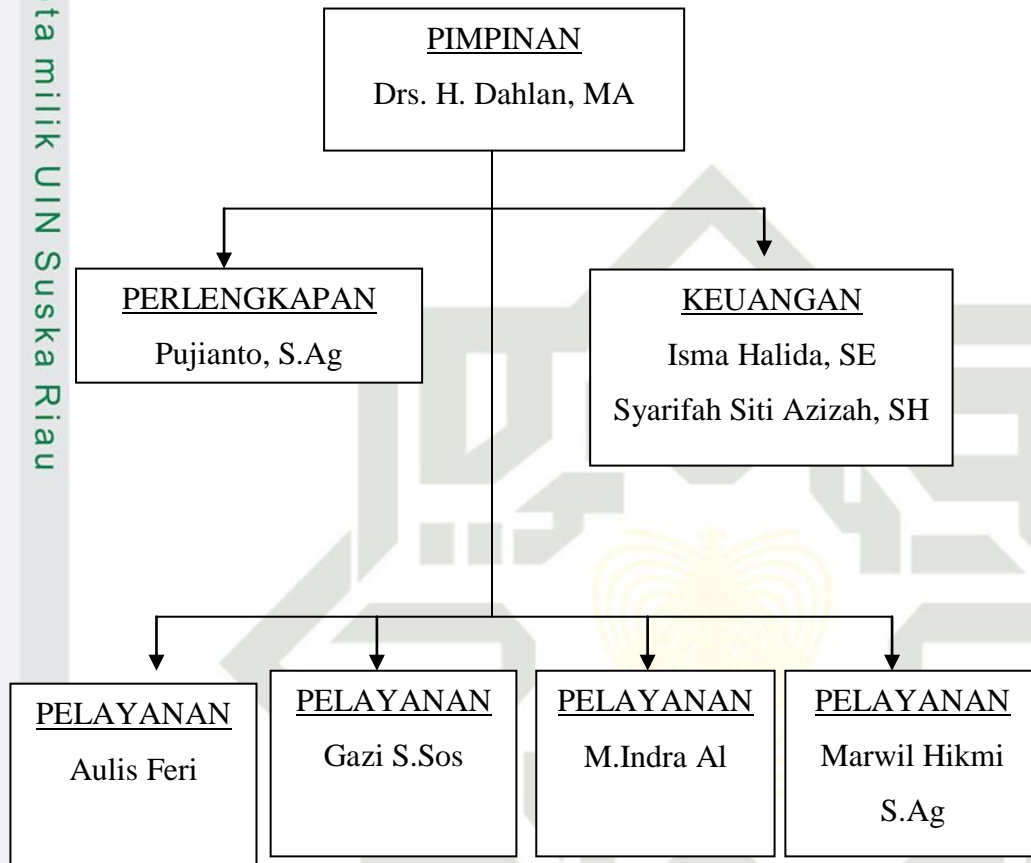 PIMPINAN
Drs. H. Dahlan, MA
PERLENGKAPAN
Pujianto, S.Ag
KEUANGAN
Isma Halida, SE
Syarifah Siti Azizah, SH
PELAYANAN
Aulis Feri
PELAYANAN
Gazi S.Sos
PELAYANAN
M.Indra Al
PELAYANAN
Marwil Hikmi
S.Ag
milik UIN Suska Riau